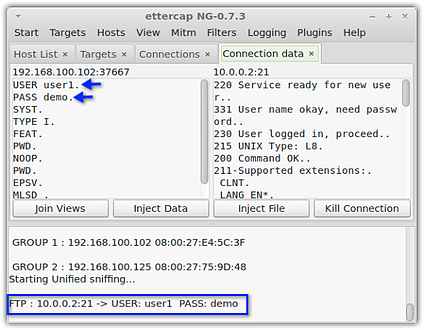 ettercap NG-0.7.3
Start Targets Hosts View Mitm Filters Logging Plugins Help
Host List × Targets × Connections × Connection data ×
192.168.100.102:37667
USER user1.
PASS demo.
SYST.
TYPE I.
FEAT.
PWD.
NOOP.
PWD.
EPSV.
MLSD .
10.0.0.2:21
220 Service ready for new use
r..
331 User name okay, need passw
ord..
230 User logged in, proceed..
215 UNIX Type: L8.
200 Command OK..
211-Supported extensions:.
CLNT.
LANG EN*.
Join Views Inject Data Inject File Kill Connection
GROUP 1 : 192.168.100.102 08:00:27:E4:5C:3F
GROUP 2 : 192.168.100.125 08:00:27:75:9D:48
Starting Unified sniffing...
FTP : 10.0.0.2:21 -> USER: user1 PASS: demo